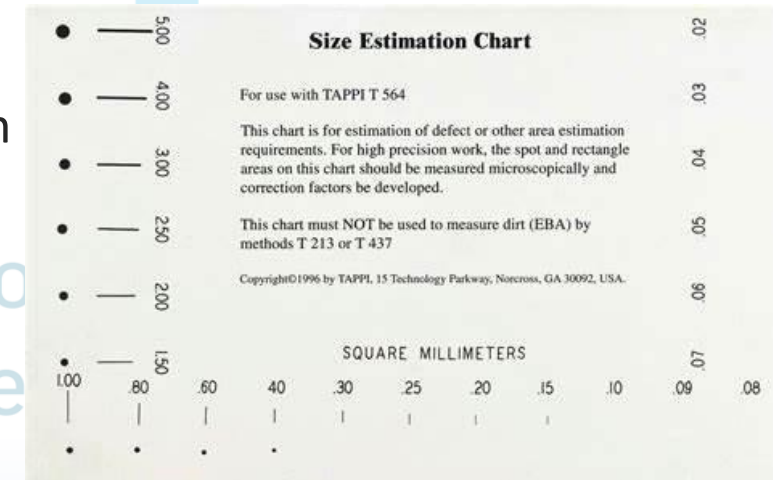 5.00
Size Estimation Chart
.02
4.00
For use with TAPPI T 564
.03
This chart is for estimation of defect or other area estimation
requirements. For high precision work, the spot and rectangle
areas on this chart should be measured microscopically and
correction factors be developed.
3.00
.04
2.50
This chart must NOT be used to measure dirt (EBA) by
methods T 213 or T 437
.05
Copyright©1996 by TAPPI, 15 Technology Parkway, Norcross, GA 30092, USA.
2.00
.06
1.50
SQUARE MILLIMETERS
.07
1.00 .80 .60 .40 .30 .25 .20 .15 .10 .09 .08